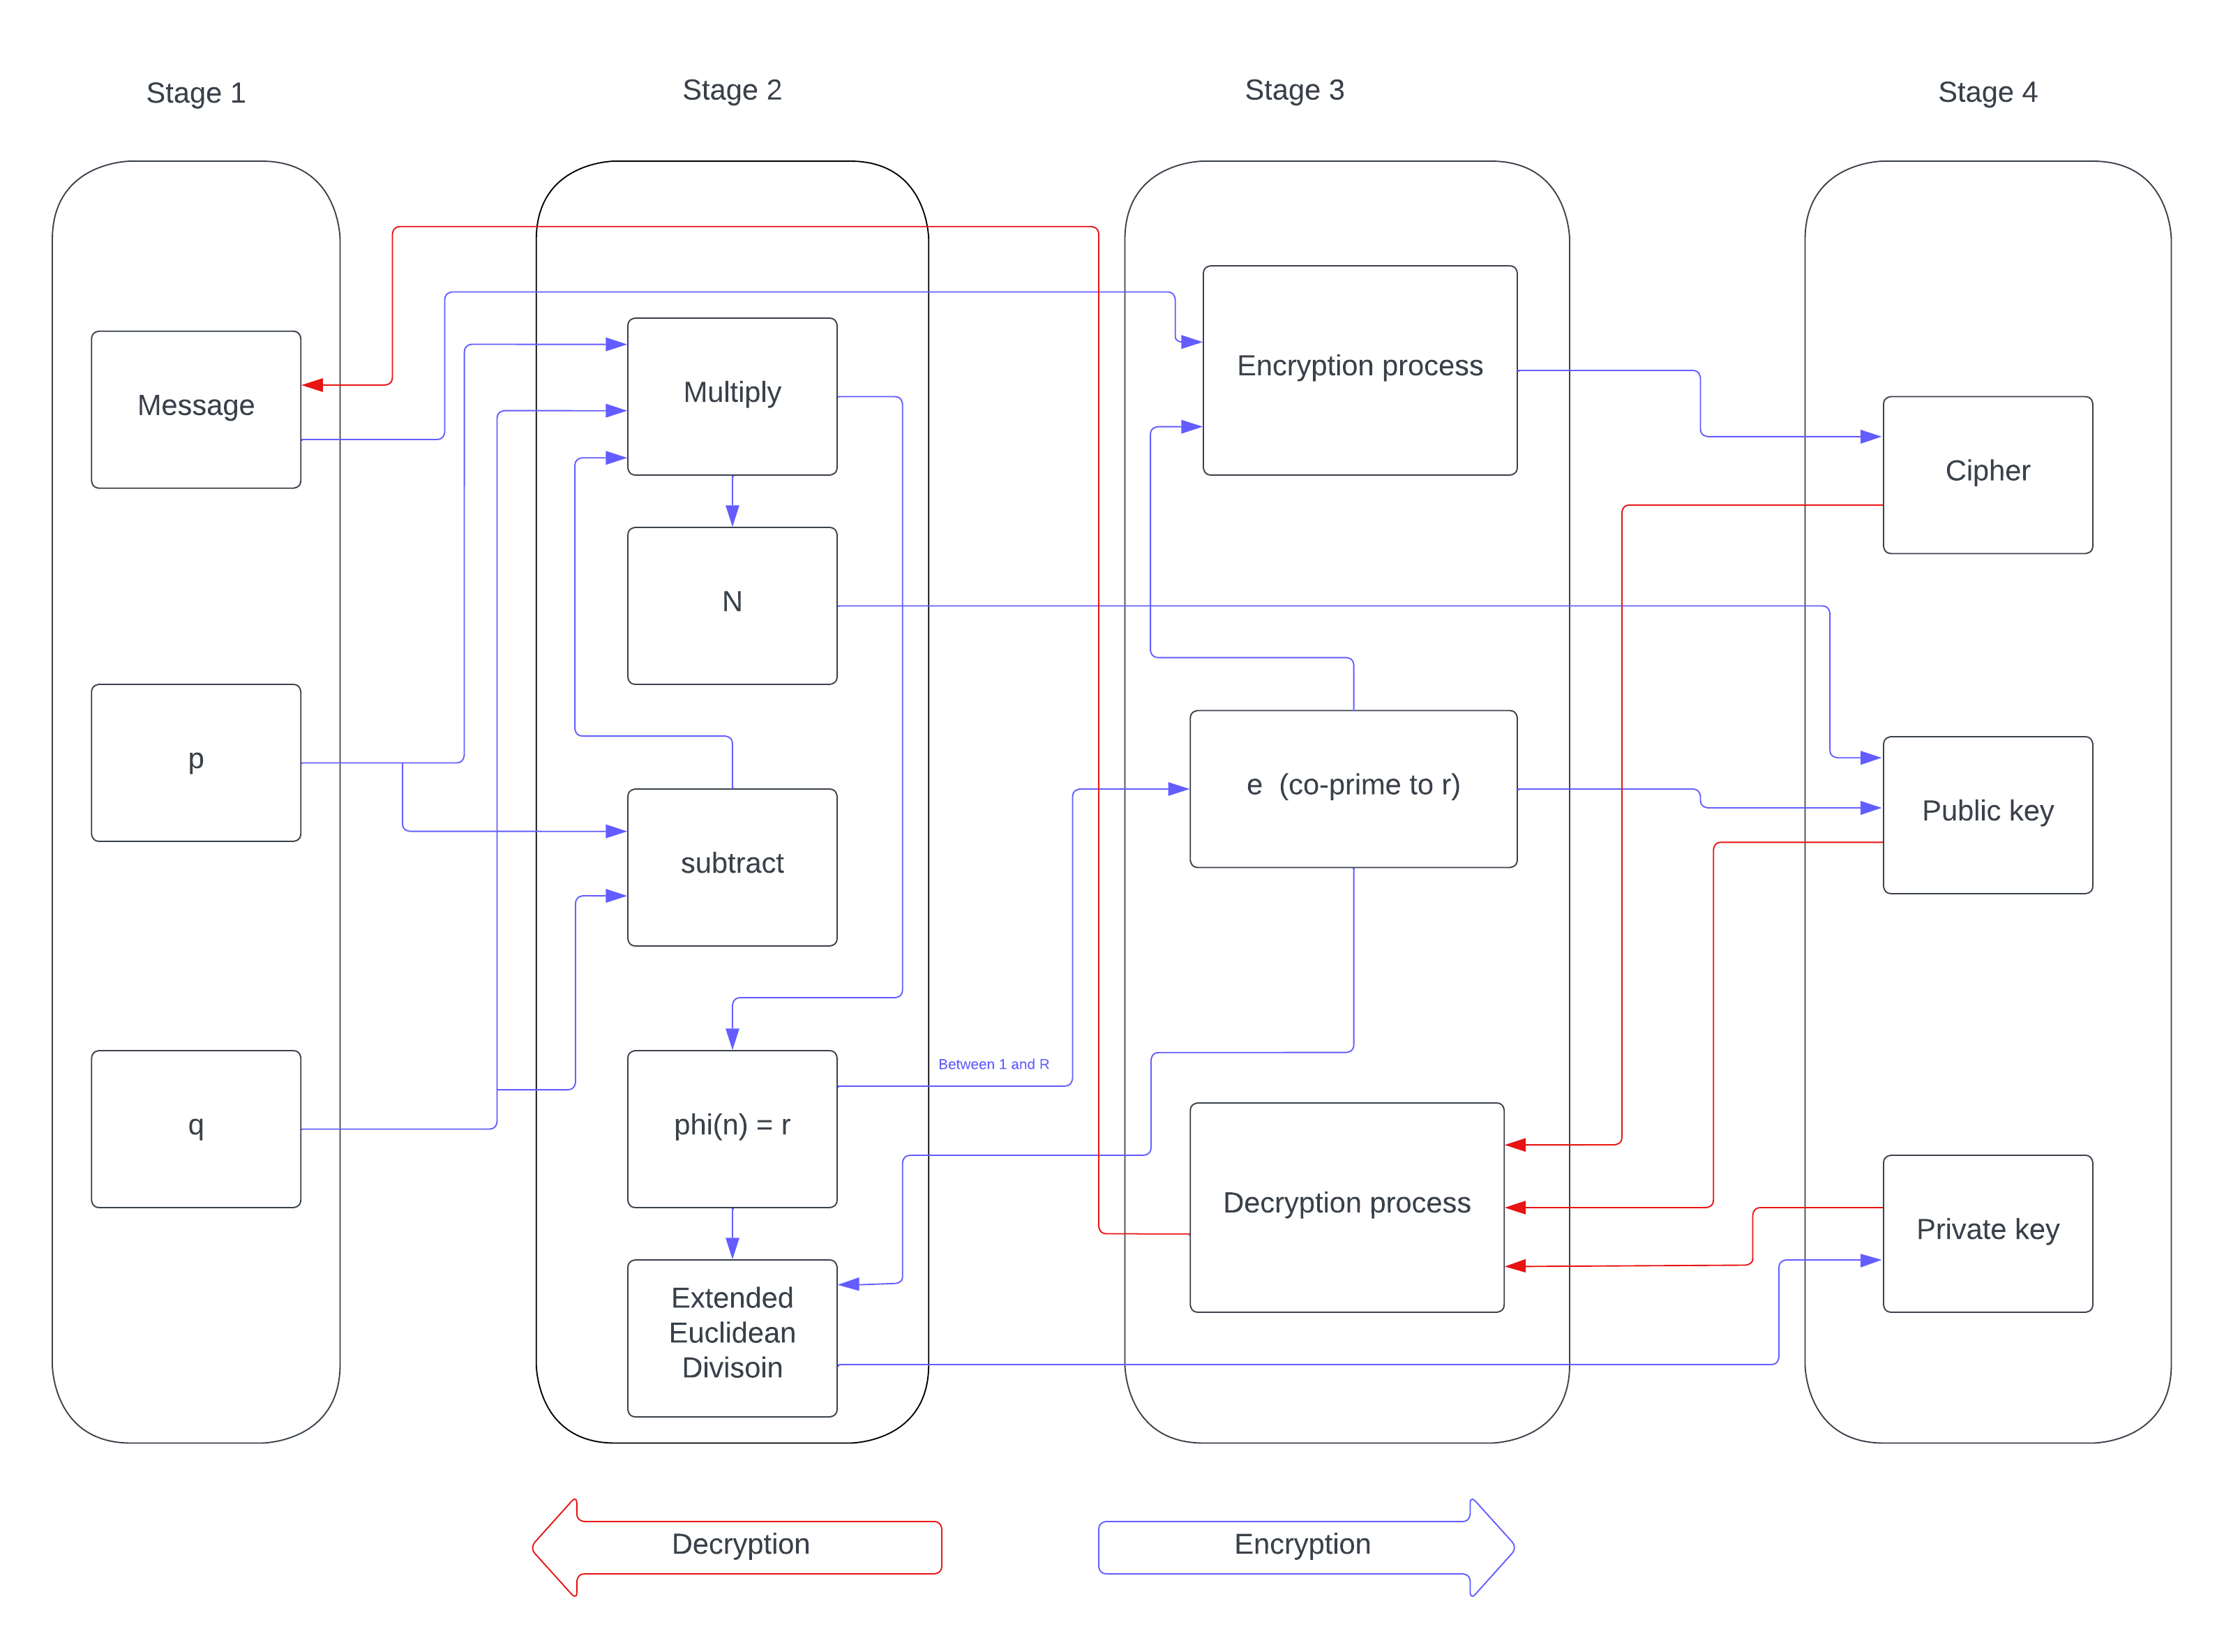 Stage 1
Stage 2
Stage 3
Stage 4
Message
p
q
Multiply
N
subtract
phi(n) = r
Extended
Euclidean
Divisoin
Between 1 and R
Encryption process
e  (co-prime to r)
Decryption process
Cipher
Public key
Private key
Decryption
Encryption